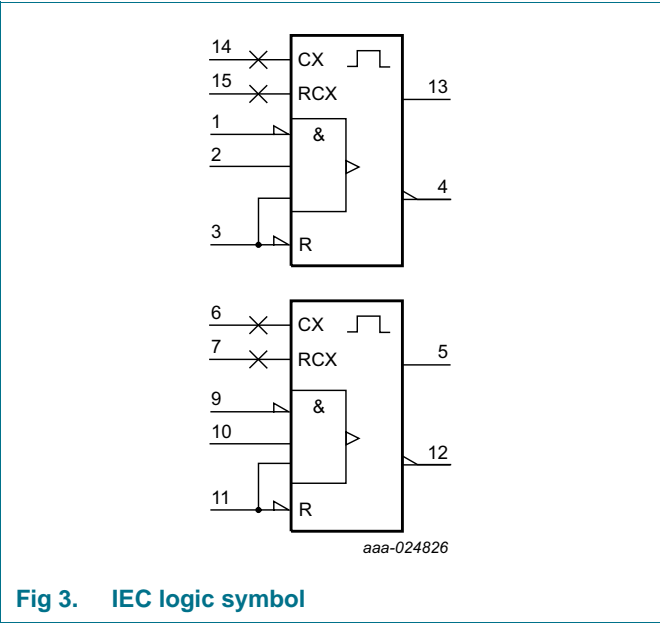 14 CX
15 RCX 13
1 &
2
4
3 R
6 CX
7 RCX 5
9 &
10
12
11 R
aaa-024826
Fig 3. IEC logic symbol